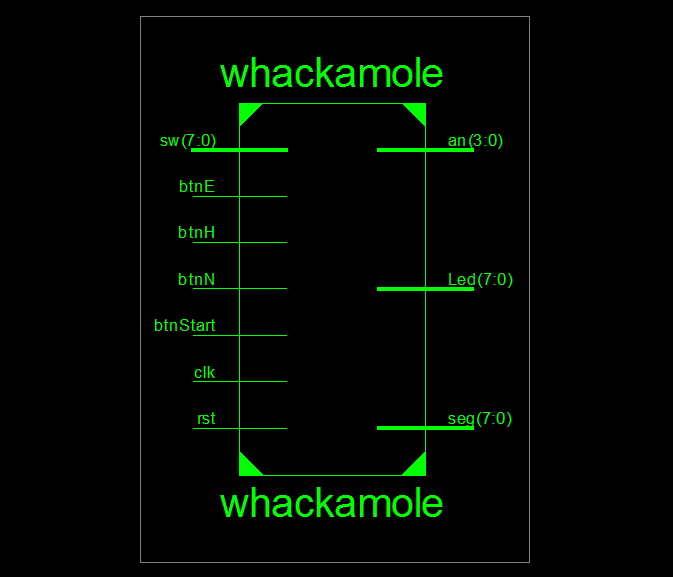 whackamole
sw(7:0)
an(3:0)
btnE
btnH
btnN
Led(7:0)
btnStart
clk
rst
seg(7:0)
whackamole